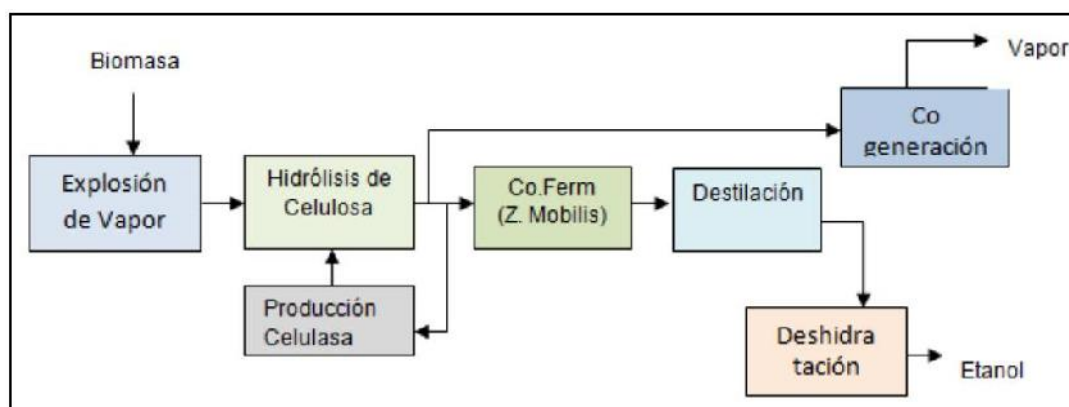 Biomasa
Explosión
de Vapor
Hidrólisis de
Celulosa
Producción
Celulasa
Co.Ferm
(Z. Mobilis)
Destilación
Co
generación
Vapor
Deshidra
tación
Etanol